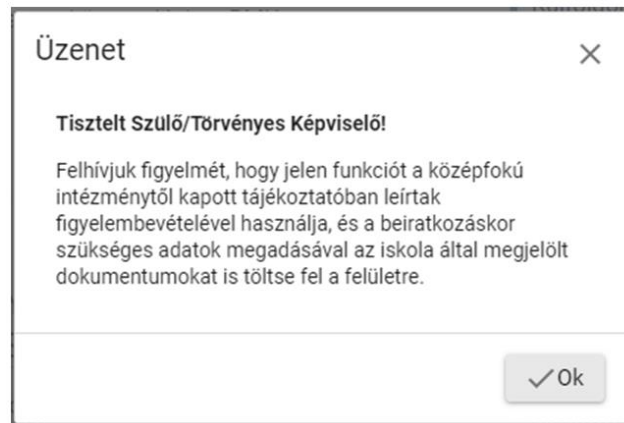 Üzenet
Tisztelt Szülő/Törvényes Képviselő!
Felhívjuk figyelmét, hogy jelen funkciót a középfokú
intézménytől kapott tájékoztatóban leírtak
figyelembevételével használja, és a beiratkozáskor
szükséges adatok megadásával az iskola által megjelölt
dokumentumokat is töltse fel a felületre.
Ok